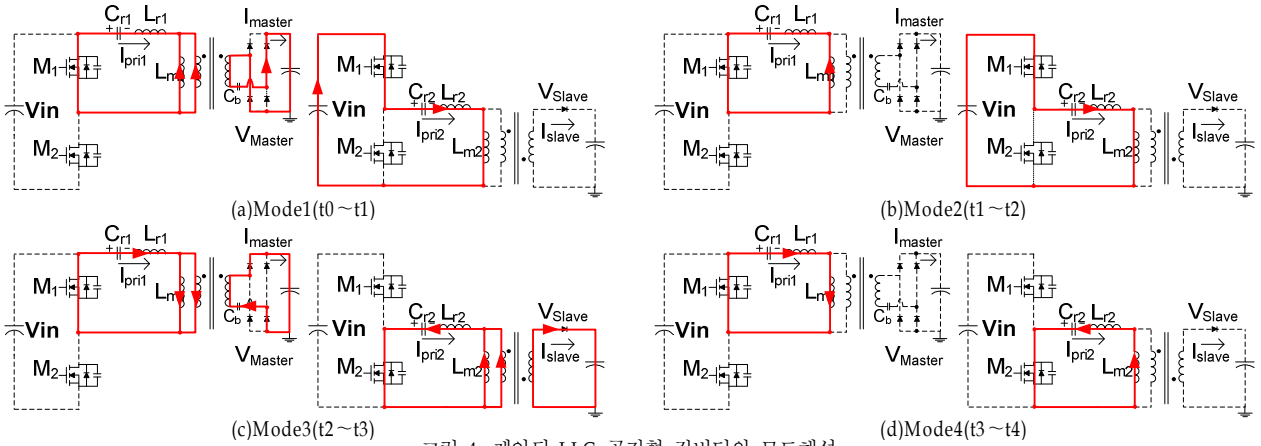 Cr1 Lr1
+ -
Ipri1
M1
Lm
Vin
M2
Cb
Imaster
VMaster
M1
Vin
M2
Cr2 Lr2
+ -
Ipri2
Lm2
VSlave
Islave
(a)Mode1(t0~t1)
Cr1 Lr1
+ -
Ipri1
M1
Lm
Vin
M2
Cb
Imaster
VMaster
M1
Vin
M2
Cr2 Lr2
+ -
Ipri2
Lm2
VSlave
Islave
(b)Mode2(t1~t2)
Cr1 Lr1
+ -
Ipri1
M1
Lm
Vin
M2
Cb
Imaster
VMaster
M1
Vin
M2
Cr2 Lr2
+ -
Ipri2
Lm2
VSlave
Islave
(c)Mode3(t2~t3)
Cr1 Lr1
+ -
Ipri1
M1
Lm
Vin
M2
Cb
Imaster
VMaster
M1
Vin
M2
Cr2 Lr2
+ -
Ipri2
Lm2
VSlave
Islave
(d)Mode4(t3~t4)